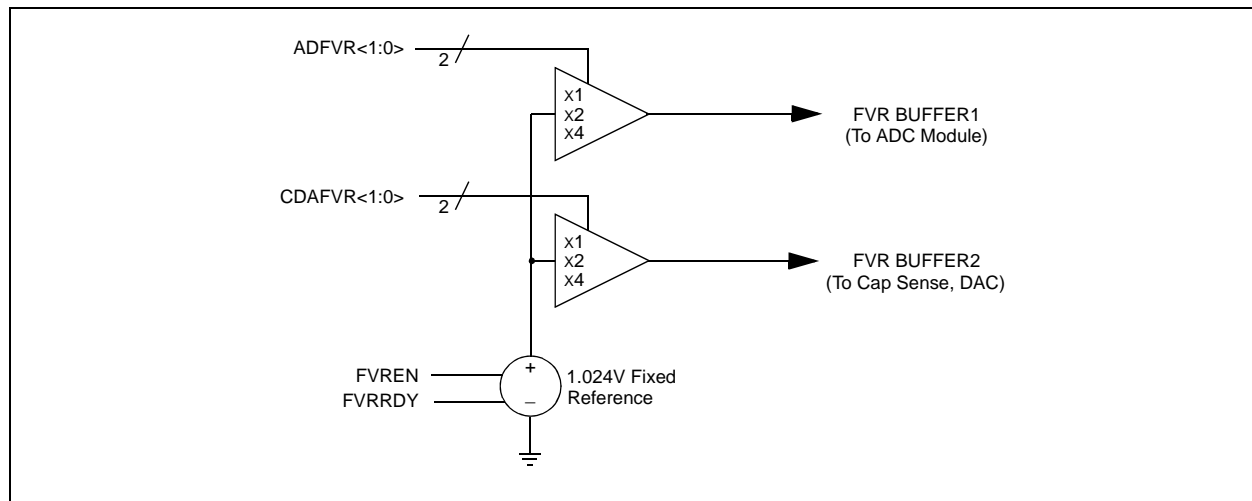 ADFVR<1:0>
2
X1
X2
X4
FVR BUFFER1
(To ADC Module)
CDAFVR<1:0>
2
X1
X2
X4
FVR BUFFER2
(To Cap Sense, DAC)
FVREN
FVRRDY
+
_
1.024V Fixed
Reference